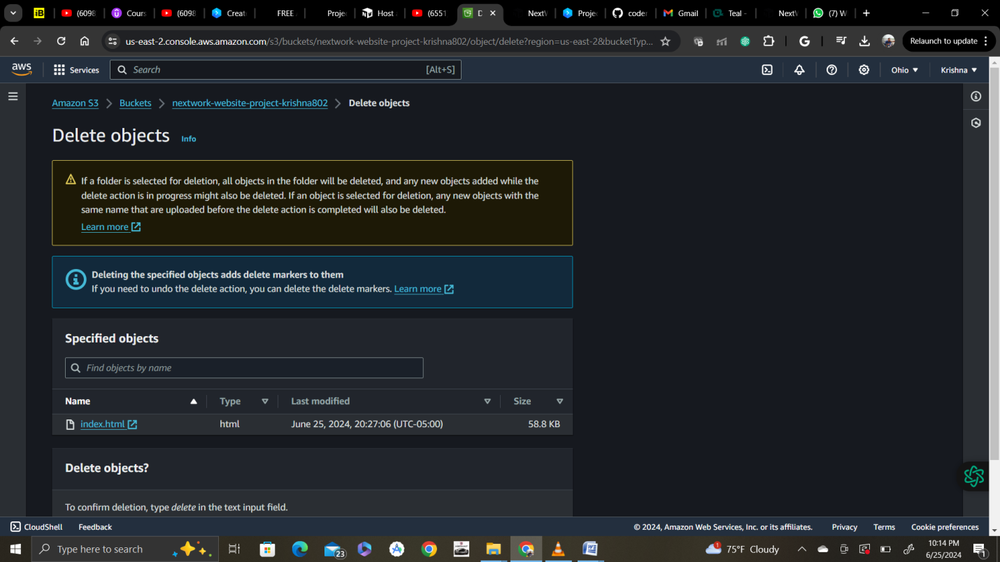 iB
(6098
Cours
(6098
Create
FREE
Projec
Host
(6551
D
NextW
Projec
coder
Gmail
Teal -
NextW
(7) W
us-east-2.console.aws.amazon.com/s3/buckets/nextwork-website-project-krishna802/object/delete?region=us-east-2&bucketTyp...
Relaunch to update
aws
Services
Search
[Alt+S]
Ohio
Krishna
Amazon S3
Buckets
nextwork-website-project-krishna802
Delete objects
Delete objects
Info
If a folder is selected for deletion, all objects in the folder will be deleted, and any new objects added while the
delete action is in progress might also be deleted. If an object is selected for deletion, any new objects with the
same name that are uploaded before the delete action is completed will also be deleted.
Learn more
Deleting the specified objects adds delete markers to them
If you need to undo the delete action, you can delete the delete markers. Learn more
Specified objects
Find objects by name
Name Type Last modified Size
index.html html June 25, 2024, 20:27:06 (UTC-05:00) 58.8 KB
Delete objects?
To confirm deletion, type delete in the text input field.
CloudShell
Feedback
© 2024, Amazon Web Services, Inc. or its affiliates.
Privacy
Terms
Cookie preferences
Type here to search
23
1
75°F Cloudy
10:14 PM
6/25/2024
1